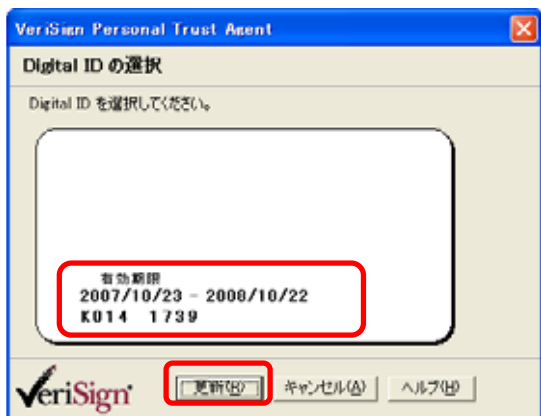 VeriSign Personal Trust Agent
Digital ID の選択
Digital ID を選択してください。
有効期限
2007/10/23 - 2008/10/22
K014 1739
VeriSign
更新(R) キャンセル(A) ヘルプ(H)